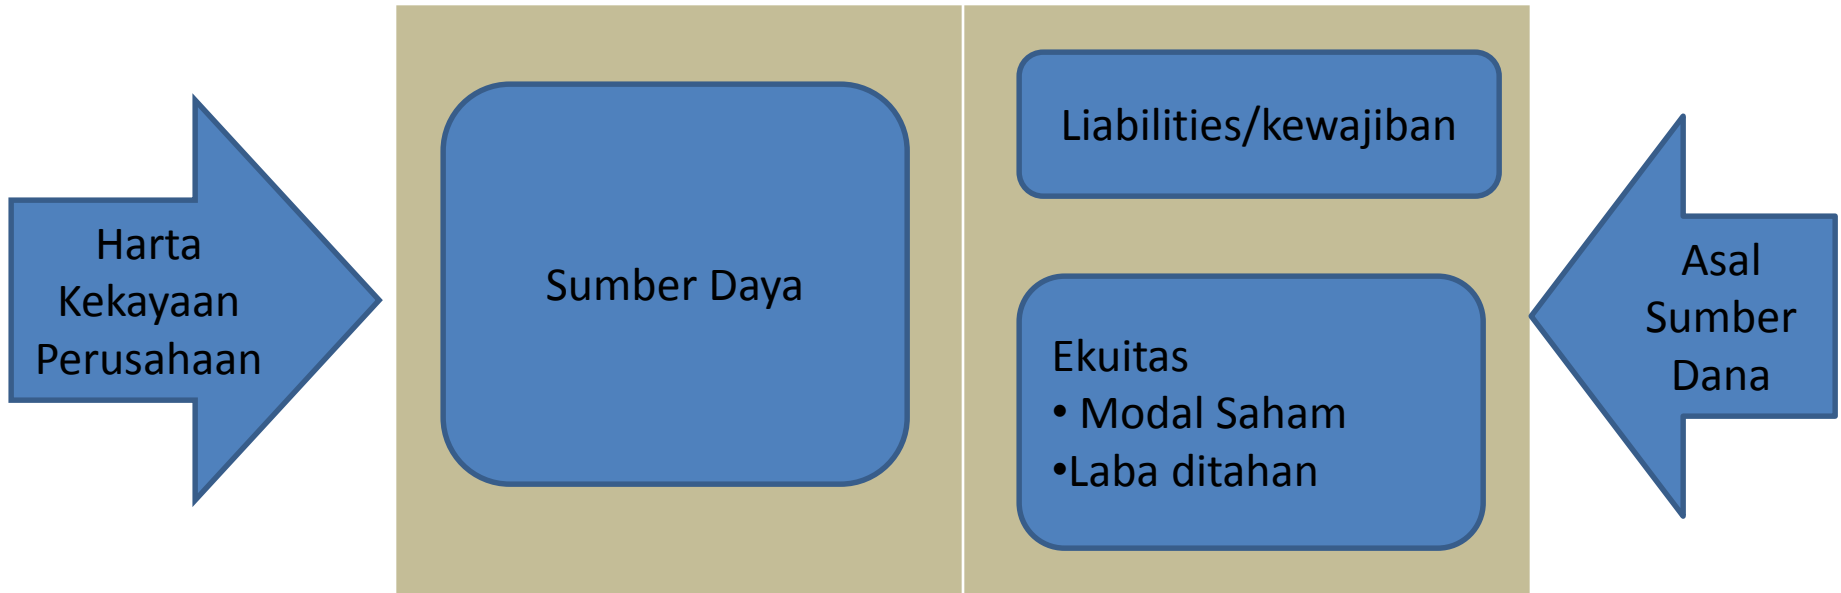 Harta
Kekayaan
Perusahaan
Sumber Daya
Liabilities/kewajiban
Ekuitas
• Modal Saham
•Laba ditahan
Asal
Sumber
Dana